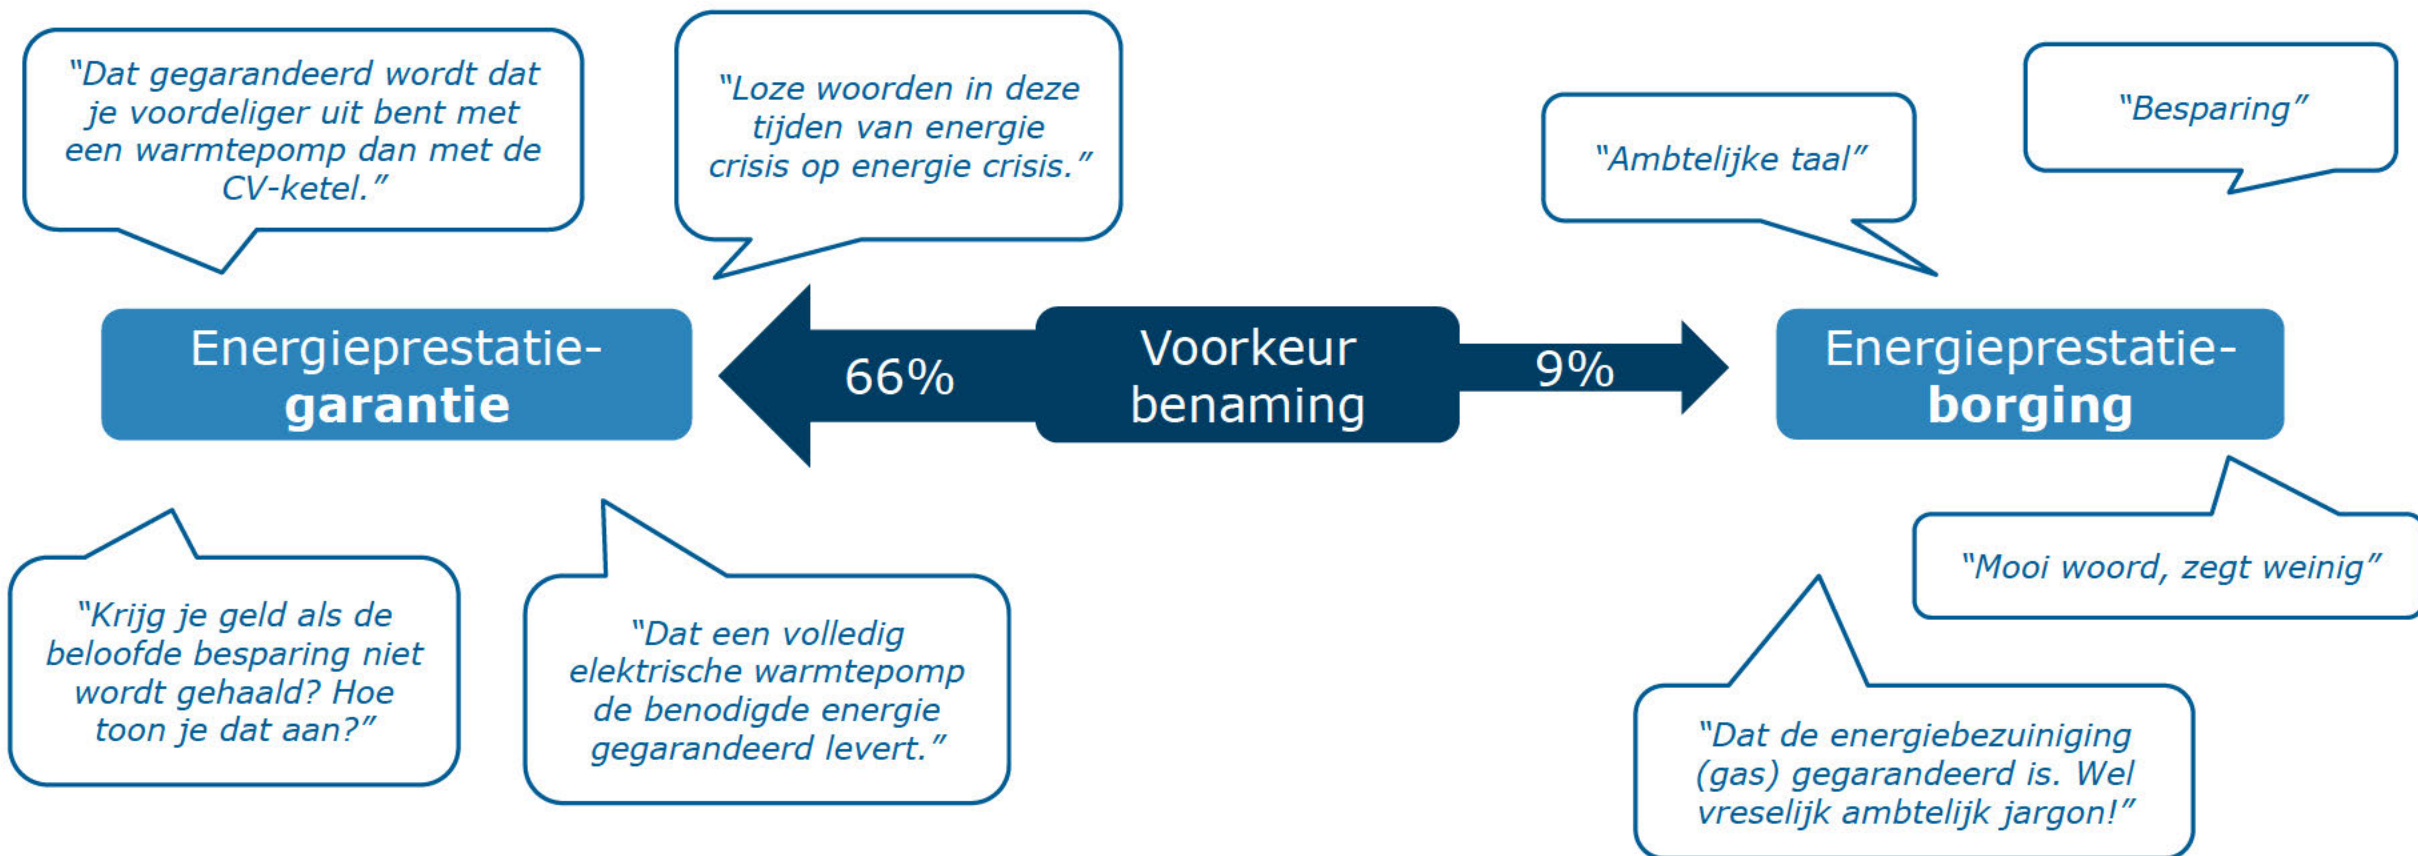 “Dat gegarandeerd wordt dat
je voordeliger uit bent met
een warmtepomp dan met de
CV-ketel.”
“Loze woorden in deze
tijden van energie
crisis op energie crisis.”
“Ambtelijke taal”
“Besparing”
Energieprestatie-
garantie
66%
Voorkeur
benaming
9%
Energieprestatie-
borging
“Krijg je geld als de
beloofde besparing niet
wordt gehaald? Hoe
toon je dat aan?”
“Dat een volledig
elektrische warmtepomp
de benodigde energie
gegarandeerd levert.”
“Mooi woord, zegt weinig”
“Dat de energiebezuiniging
(gas) gegarandeerd is. Wel
vreselijk ambtelijk jargon!”